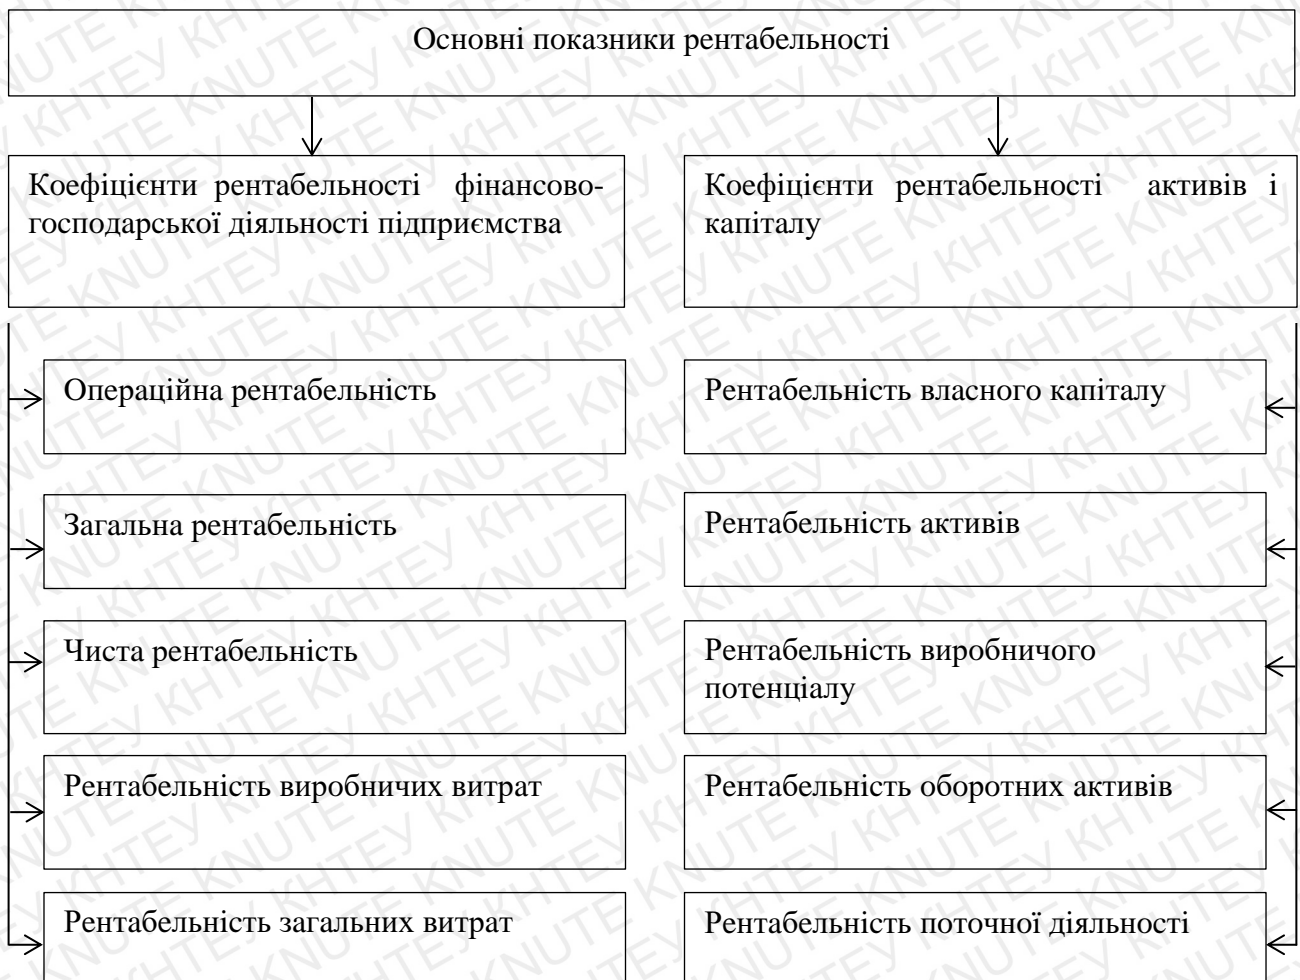 Основні показники рентабельності
Коефіцієнти рентабельності фінансово-
господарської діяльності підприємства
Коефіцієнти рентабельності активів і
капіталу
Операційна рентабельність
Рентабельність власного капіталу
Загальна рентабельність
Рентабельність активів
Чиста рентабельність
Рентабельність виробничого
потенціалу
Рентабельність виробничих витрат
Рентабельність оборотних активів
Рентабельність загальних витрат
Рентабельність поточної діяльності